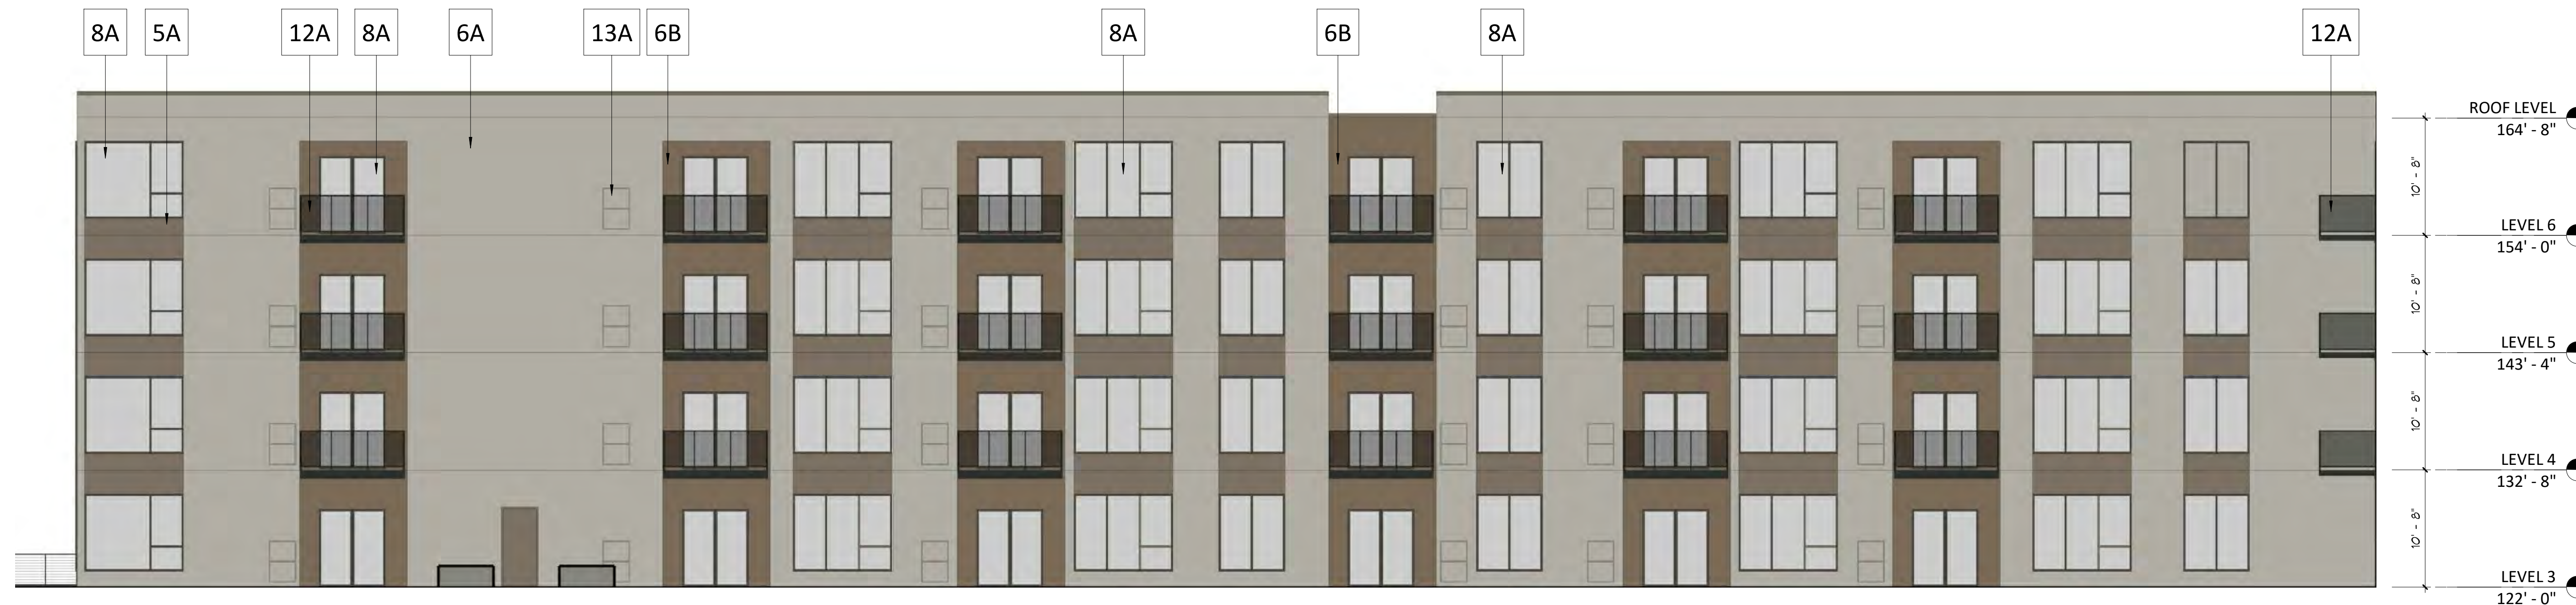 8A 5A 12A 8A 6A 13A 6B 8A 6B 8A 12A
ROOF LEVEL
164' - 8"
10' - 8"
LEVEL 6
154' - 0"
10' - 8"
LEVEL 5
143' - 4"
10' - 8"
LEVEL 4
132' - 8"
10' - 8"
LEVEL 3
122' - 0"